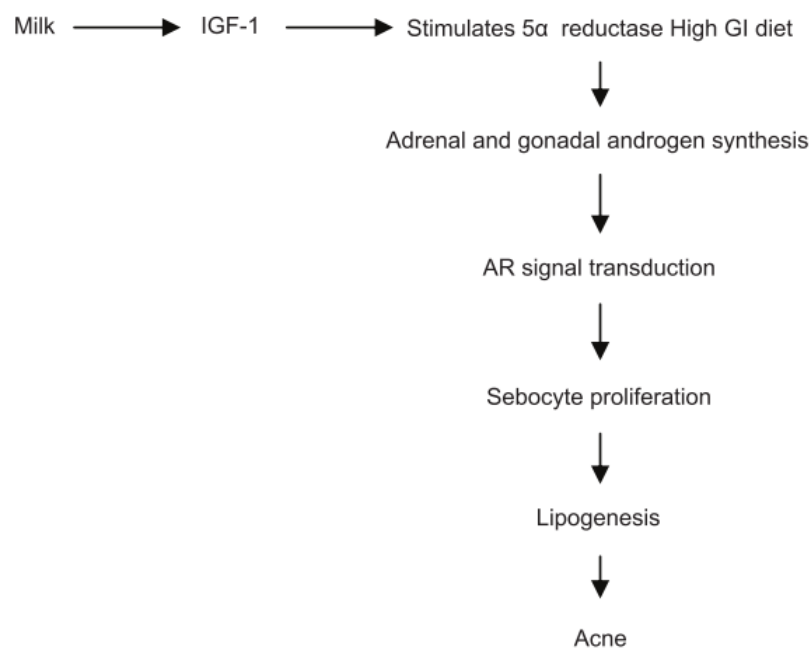 Milk
IGF-1
Stimulates 5α reductase High GI diet
Adrenal and gonadal androgen synthesis
AR signal transduction
Sebocyte proliferation
Lipogenesis
Acne